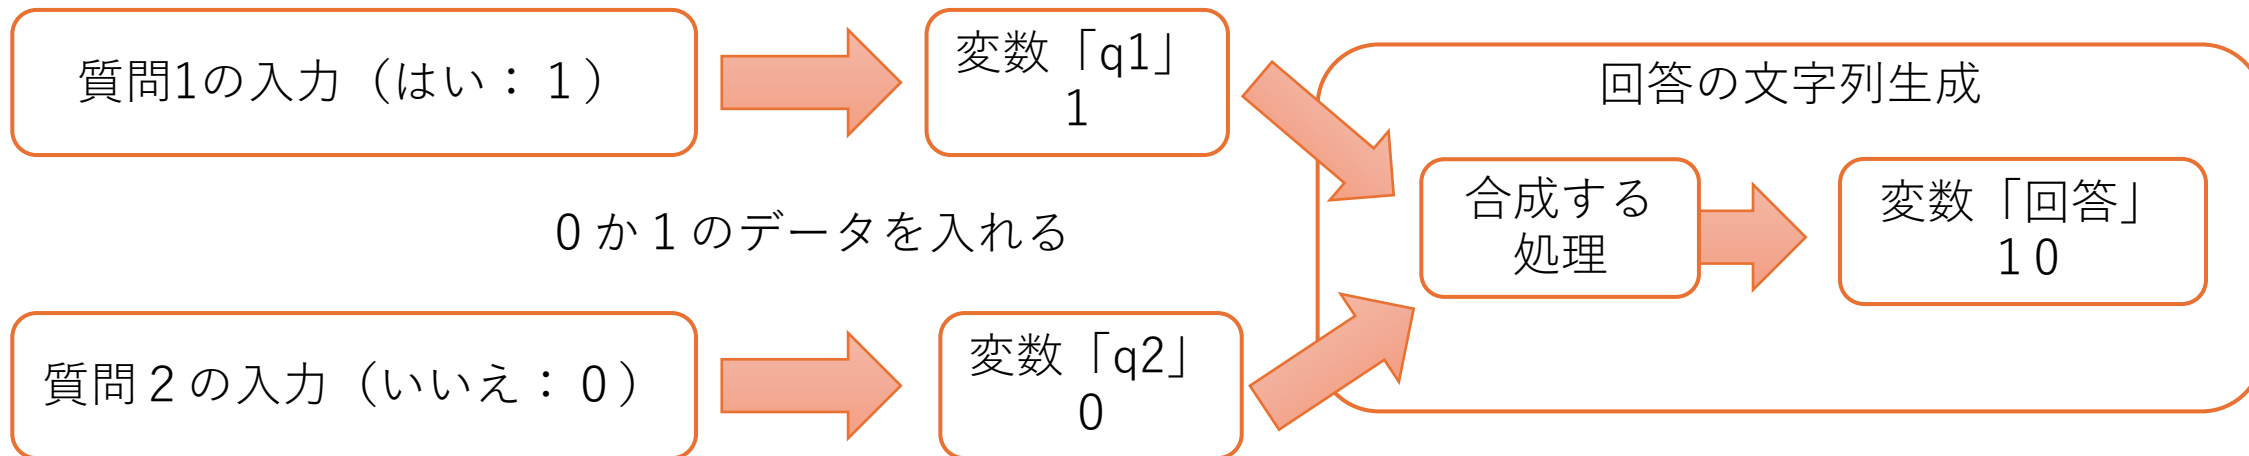 質問1の入力（はい：１）
変数「q1」
1
回答の文字列生成
０か１のデータを入れる
合成する
処理
変数「回答」
１０
質問２の入力（いいえ：０）
変数「q2」
0